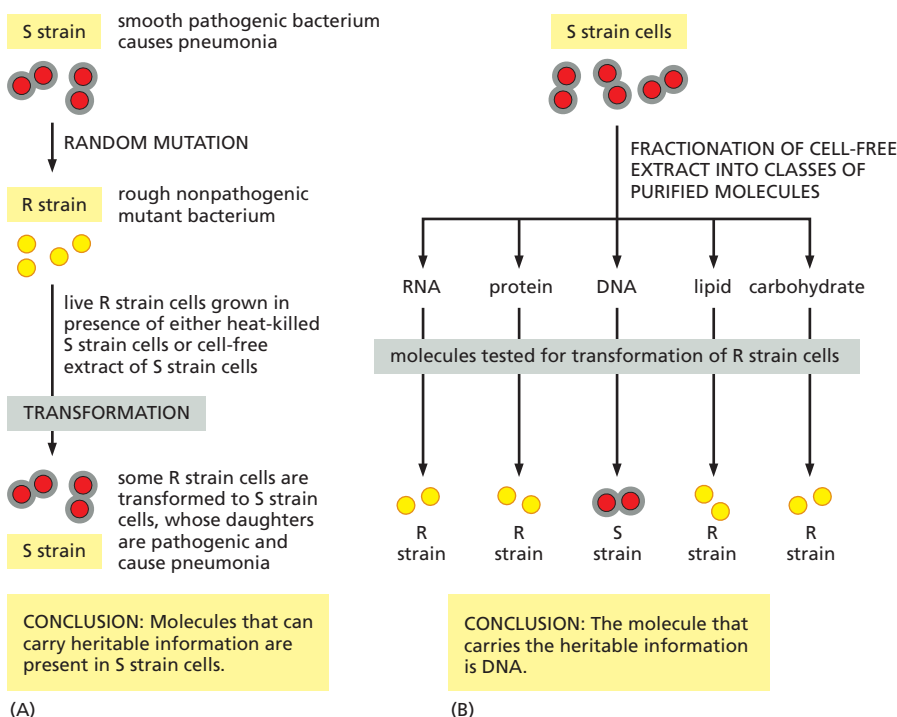 S strain
smooth pathogenic bacterium
causes pneumonia
RANDOM MUTATION
R strain
rough nonpathogenic
mutant bacterium
live R strain cells grown in
presence of either heat-killed
S strain cells or cell-free
extract of S strain cells
TRANSFORMATION
some R strain cells are
transformed to S strain
cells, whose daughters
are pathogenic and
cause pneumonia
S strain
CONCLUSION: Molecules that can
carry heritable information are
present in S strain cells.
(A)
S strain cells
FRACTIONATION OF CELL-FREE
EXTRACT INTO CLASSES OF
PURIFIED MOLECULES
RNA protein DNA lipid carbohydrate
molecules tested for transformation of R strain cells
R R S R R
strain strain strain strain strain
CONCLUSION: The molecule that
carries the heritable information
is DNA.
(B)